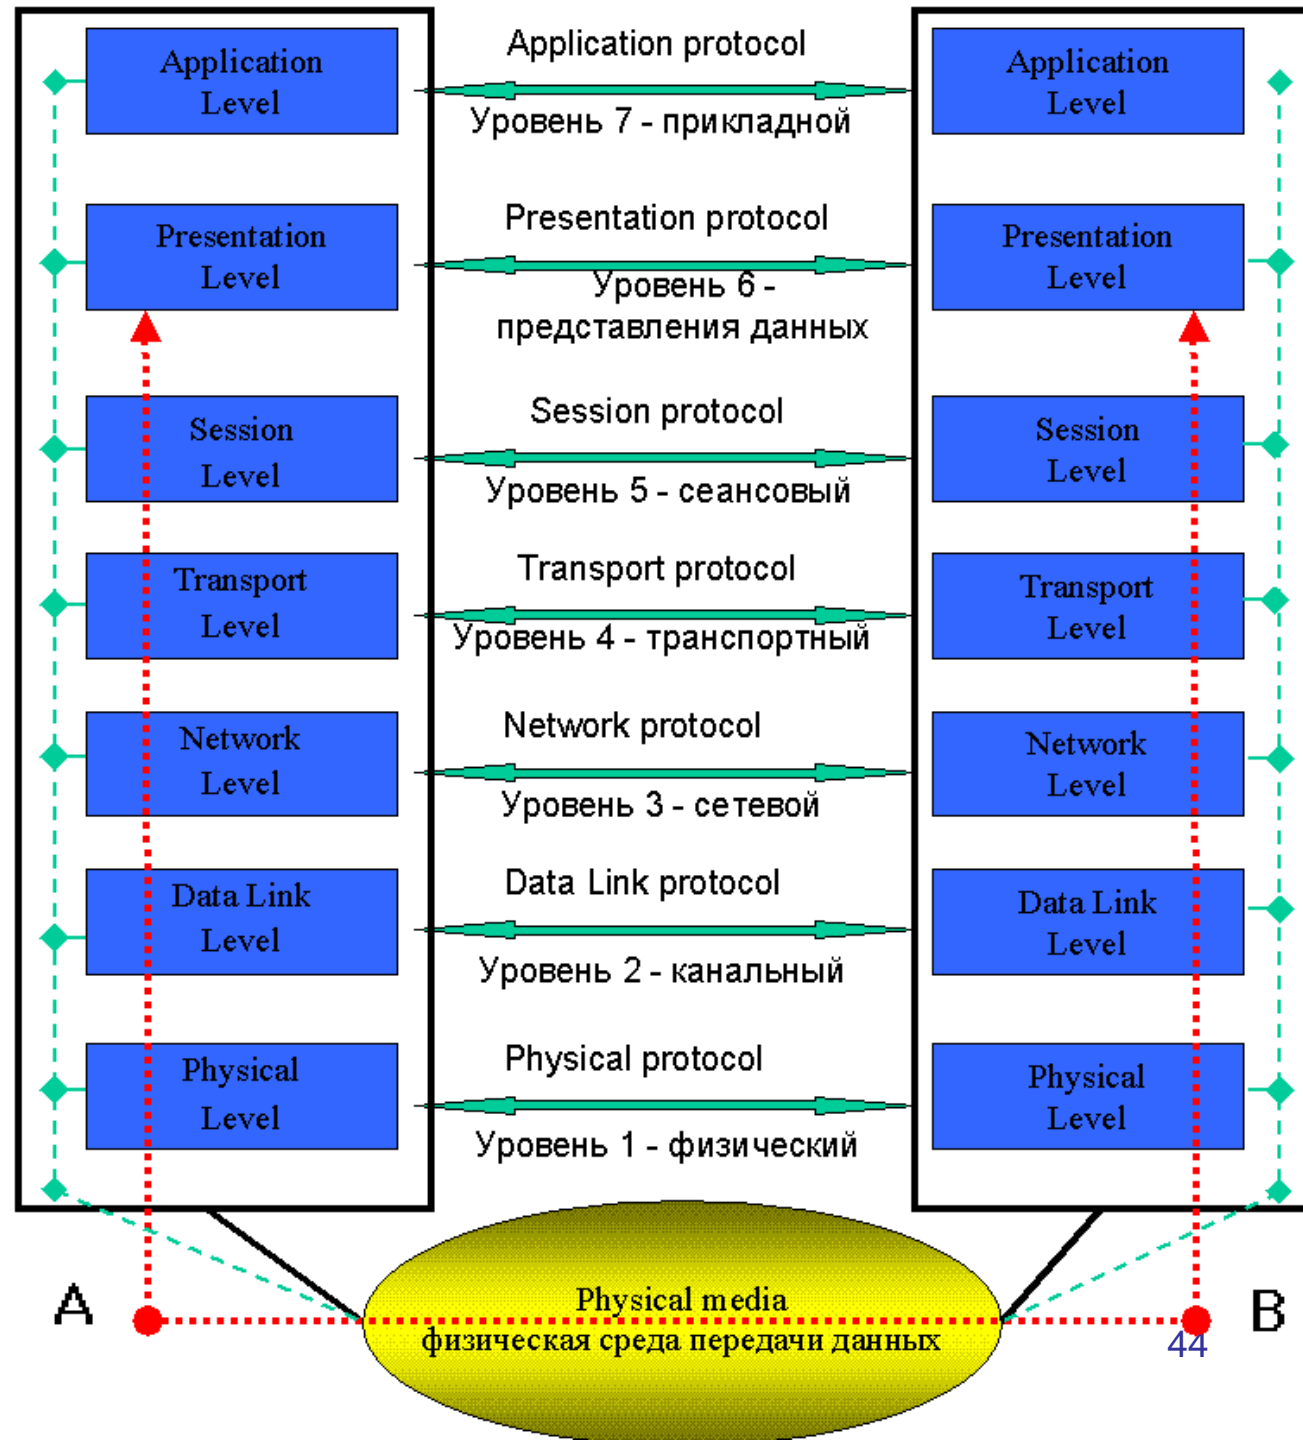 Application
Level
Application protocol
Уровень 7 - прикладной
Application
Level
Presentation
Level
Presentation protocol
Уровень 6 -
представления данных
Presentation
Level
Session
Level
Session protocol
Уровень 5 - сеансовый
Session
Level
Transport
Level
Transport protocol
Уровень 4 - транспортный
Transport
Level
Network
Level
Network protocol
Уровень 3 - сетевой
Network
Level
Data Link
Level
Data Link protocol
Уровень 2 - канальный
Data Link
Level
Physical
Level
Physical protocol
Уровень 1 - физический
Physical
Level
A
Physical media
физическая среда передачи данных
44
B